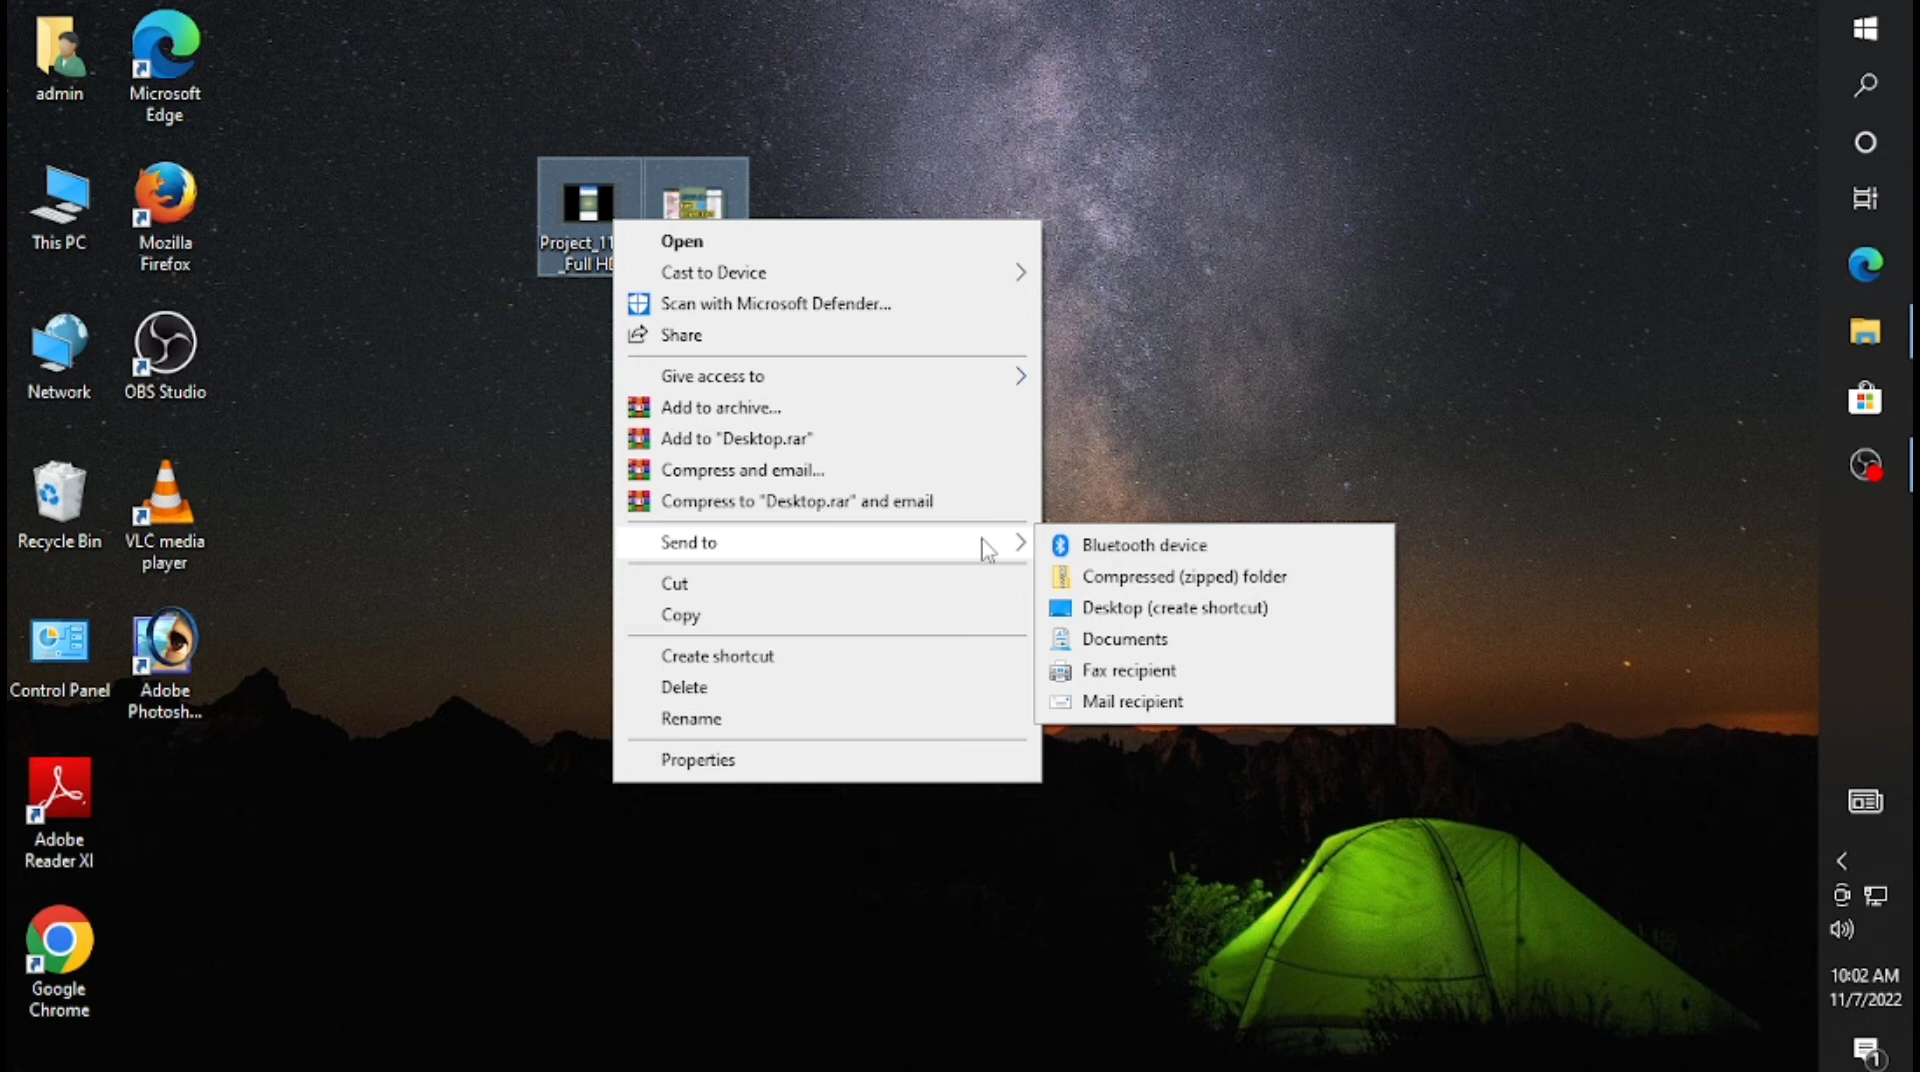 admin
Microsoft
Edge
This PC
Mozilla
Firefox
Network
OBS Studio
Recycle Bin
VLC media
player
Control Panel
Adobe
Photosh...
Adobe
Reader XI
Google
Chrome
Project_11
_Full HD
Open
Cast to Device
Scan with Microsoft Defender...
Share
Give access to
Add to archive...
Add to "Desktop.rar"
Compress and email...
Compress to "Desktop.rar" and email
Send to
Cut
Copy
Create shortcut
Delete
Rename
Properties
Bluetooth device
Compressed (zipped) folder
Desktop (create shortcut)
Documents
Fax recipient
Mail recipient
10:02 AM
11/7/2022
1